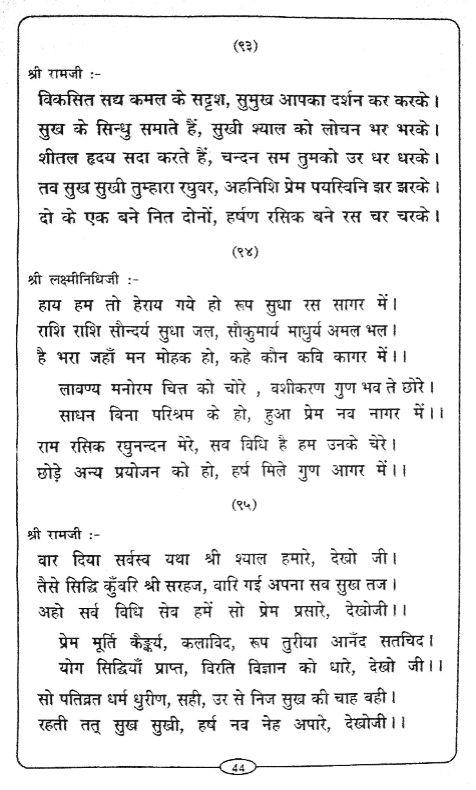 (९३)
श्री रामजी :-
विकसित सद्य कमल के सदृश, सुमुख आपका दर्शन कर करके।
सुख के सिन्धु समाते हैं, सुखी श्याल को लोचन भर भरके।
शीतल हृदय सदा करते हैं, चन्दन सम तुमको उर धर धरके।
तव सुख सुखी तुम्हारा रघुवर, अहनिशि प्रेम पयस्विनि झर झरके।
दो के एक बने नित दोनों, हर्षण रसिक बने रस चर चरके।
(९४)
श्री लक्ष्मीनिधिजी :-
हाय हम तो हेराय गये हो रूप सुधा रस सागर में।
राशि राशि सौन्दर्य सुधा जल, सौकुमार्य माधुर्य अमल भल।
है भरा जहाँ मन मोहक हो, कहे कौन कवि कागर में।।
लावण्य मनोरम चित्त को चोरे , वशीकरण गुण भव ते छोरे।
साधन बिना परिश्रम के हो, हुआ प्रेम नव नागर में।।
राम रसिक रघुनन्दन मेरे, सब विधि है हम उनके चेरे।
छोड़े अन्य प्रयोजन को हो, हर्ष मिले गुण आगर में।।
(९५)
श्री रामजी :-
वार दिया सर्वस्व यथा श्री श्याल हमारे, देखो जी।
तैसे सिद्धि कुँवरि श्री सरहज, वारि गई अपना सब सुख तज।
अहो सर्व विधि सेव हमें सो प्रेम प्रसारे, देखोजी।।
प्रेम मूर्ति कैङ्कर्य, कलाविद, रूप तुरीया आनँद सतचिद।
योग सिद्धियाँ प्राप्त, विरति विज्ञान को धारे, देखो जी।।
सो पतिव्रत धर्म धुरीण, सही, उर से निज सुख की चाह बही।
रहती तत् सुख सुखी, हर्ष नव नेह अपारे, देखोजी।।
44